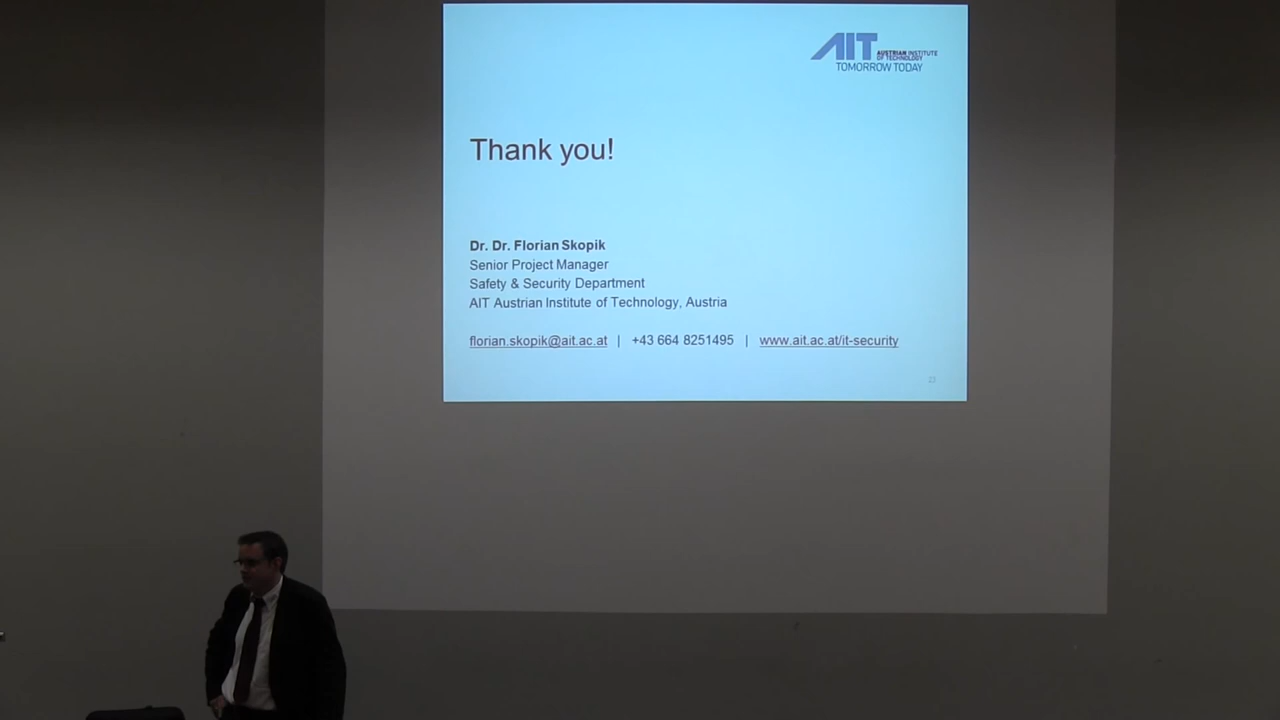 AIT AUSTRIAN INSTITUTE
OF TECHNOLOGY
TOMORROW TODAY
Thank you!
Dr. Dr. Florian Skopik
Senior Project Manager
Safety & Security Department
AIT Austrian Institute of Technology, Austria
florian.skopik@ait.ac.at | +43 664 8251495 | www.ait.ac.at/it-security
23